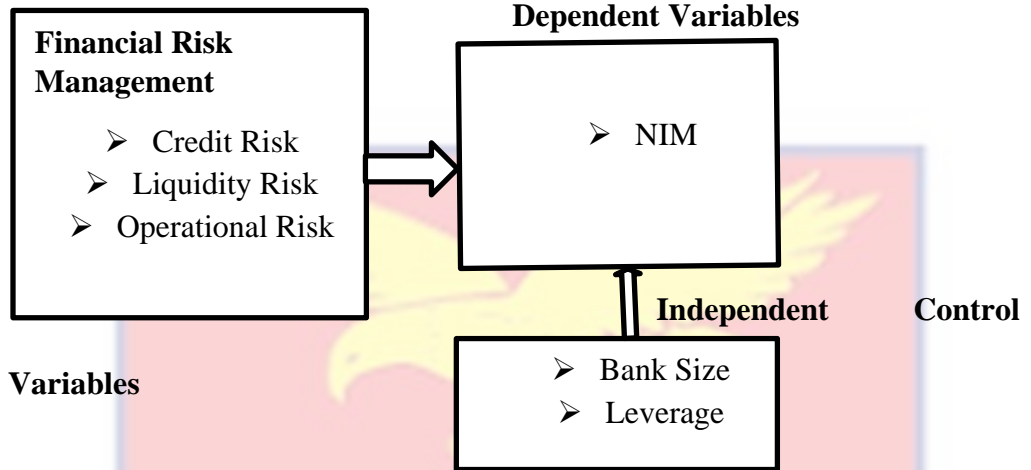 Dependent Variables
Financial Risk
Management
➢ Credit Risk
➢ Liquidity Risk
➢ Operational Risk
➢ NIM
Independent Control
Variables
➢ Bank Size
➢ Leverage